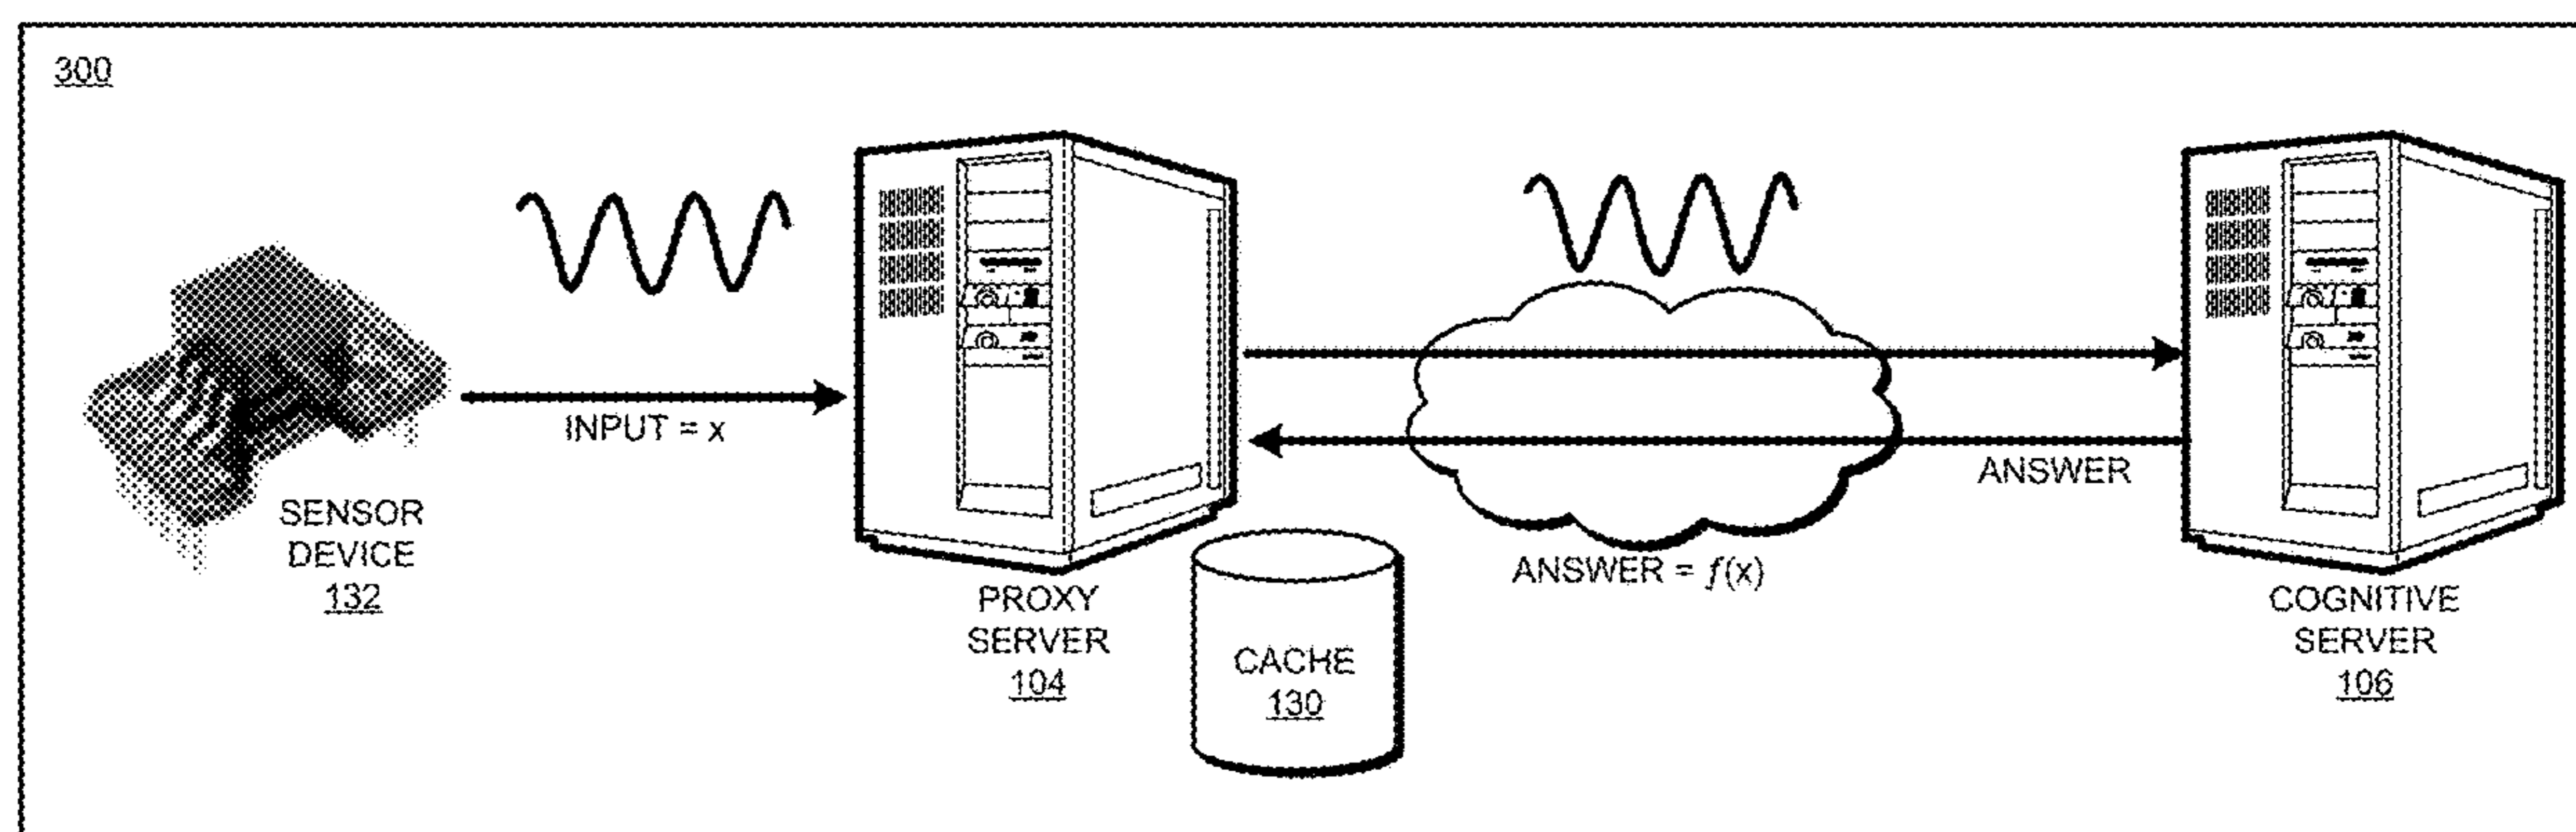 300
INPUT = x
SENSOR
DEVICE
132
PROXY
SERVER
104
CACHE
130
ANSWER
ANSWER = f(x)
COGNITIVE
SERVER
106